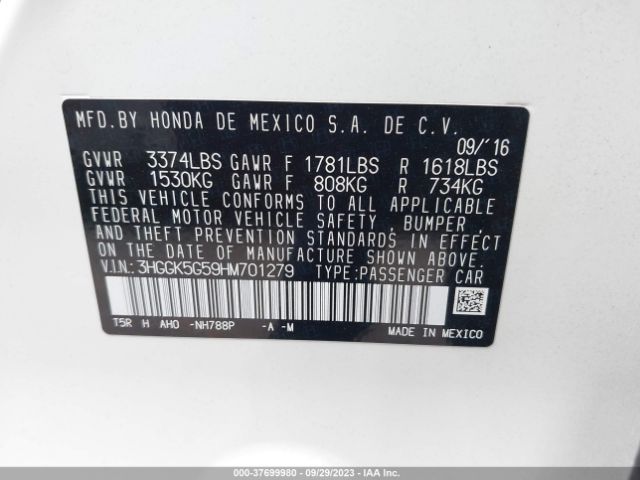 MFD.BY HONDA DE MEXICO S.A. DE C.V.
09/'16
GVWR 3374LBS GAWR F 1781LBS R 1618LBS
GVWR 1530KG GAWR F 808KG R 734KG
THIS VEHICLE CONFORMS TO ALL APPLICABLE
FEDERAL MOTOR VEHICLE SAFETY, BUMPER,
AND THEFT PREVENTION STANDARDS IN EFFECT
ON THE DATE OF MANUFACTURE SHOWN ABOVE.
V.I.N: 3HGGK5G59HM701279 TYPE:PASSENGER CAR
T5R H AHO -NH788P -A -M
MADE IN MEXICO
000-37699980 - 09/29/2023 - IAA Inc.